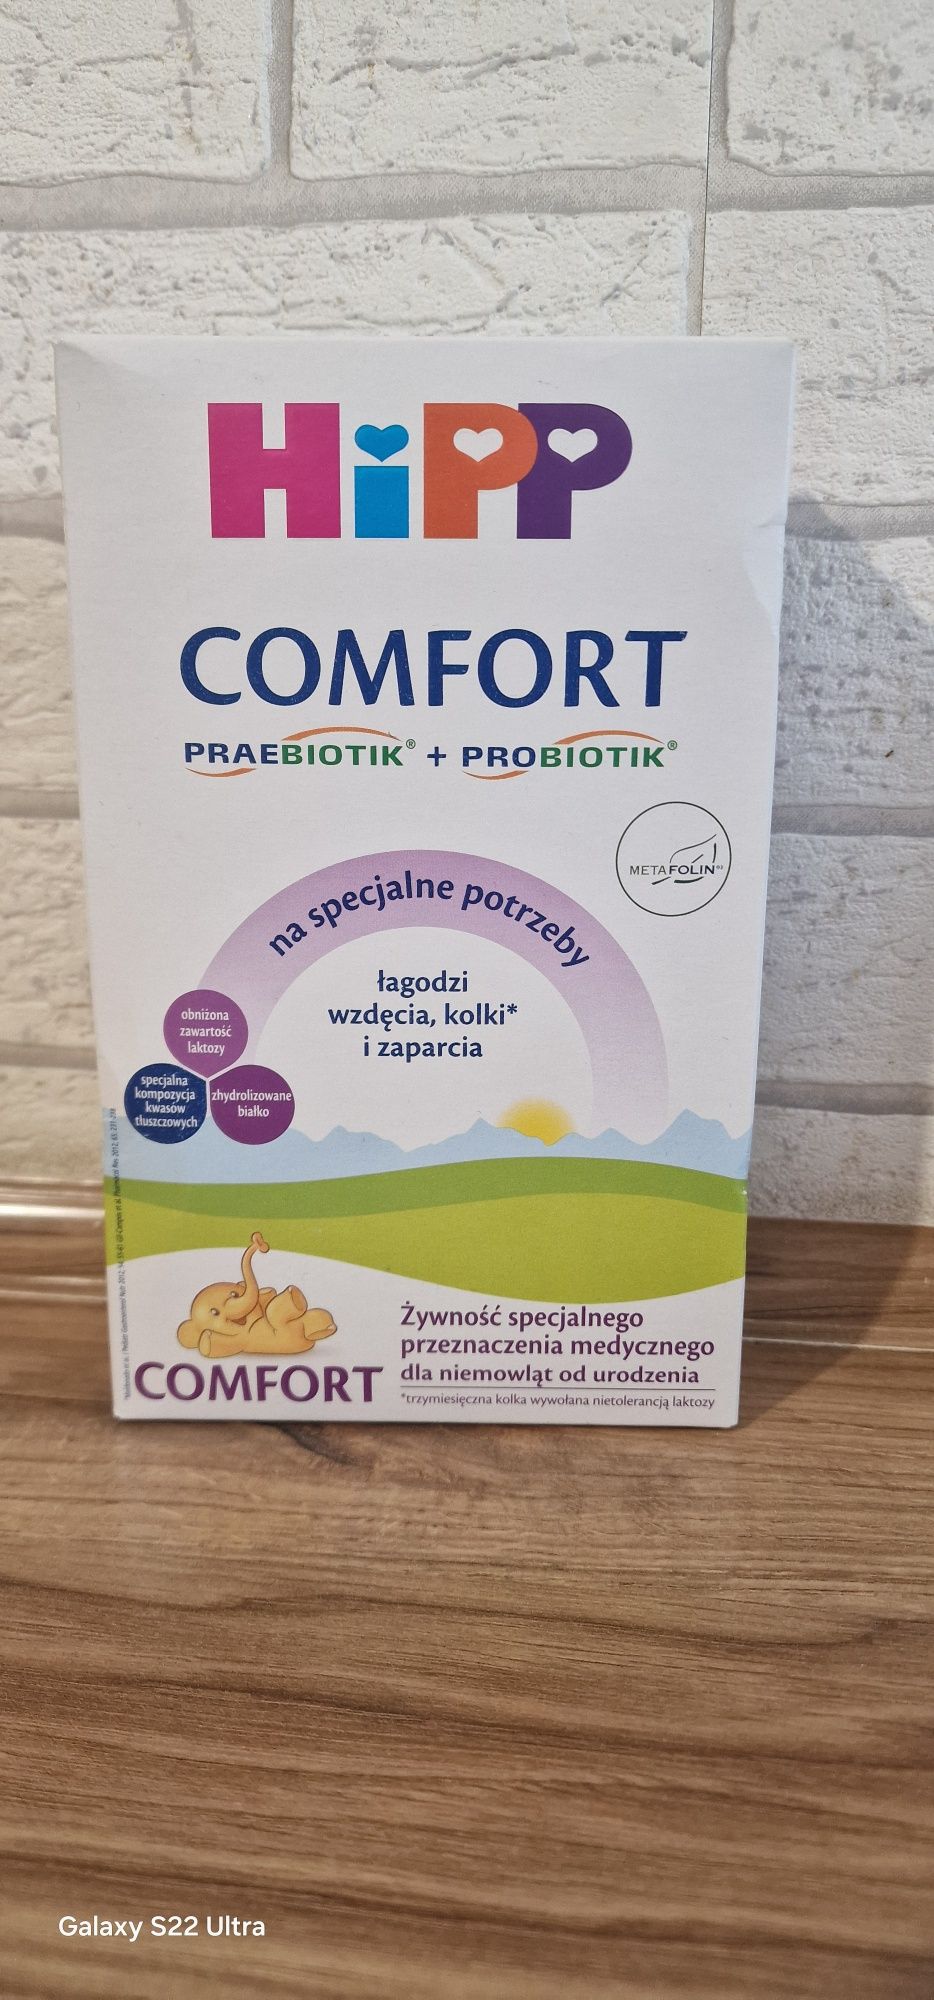 HiPP
COMFORT
PRAEBIOTIK® + PROBIOTIK®
METAFOLIN
na specjalne potrzeby
łagodzi
wzdęcia, kolki*
i zaparcia
obniżona
zawartość
laktozy
specjalna
kompozycja
kwasów
tłuszczowych
zhydrolizowane
białko
COMFORT
Żywność specjalnego
przeznaczenia medycznego
dla niemowląt od urodzenia
*trzymiesięczna kolka wywołana nietolerancją laktozy
Galaxy S22 Ultra